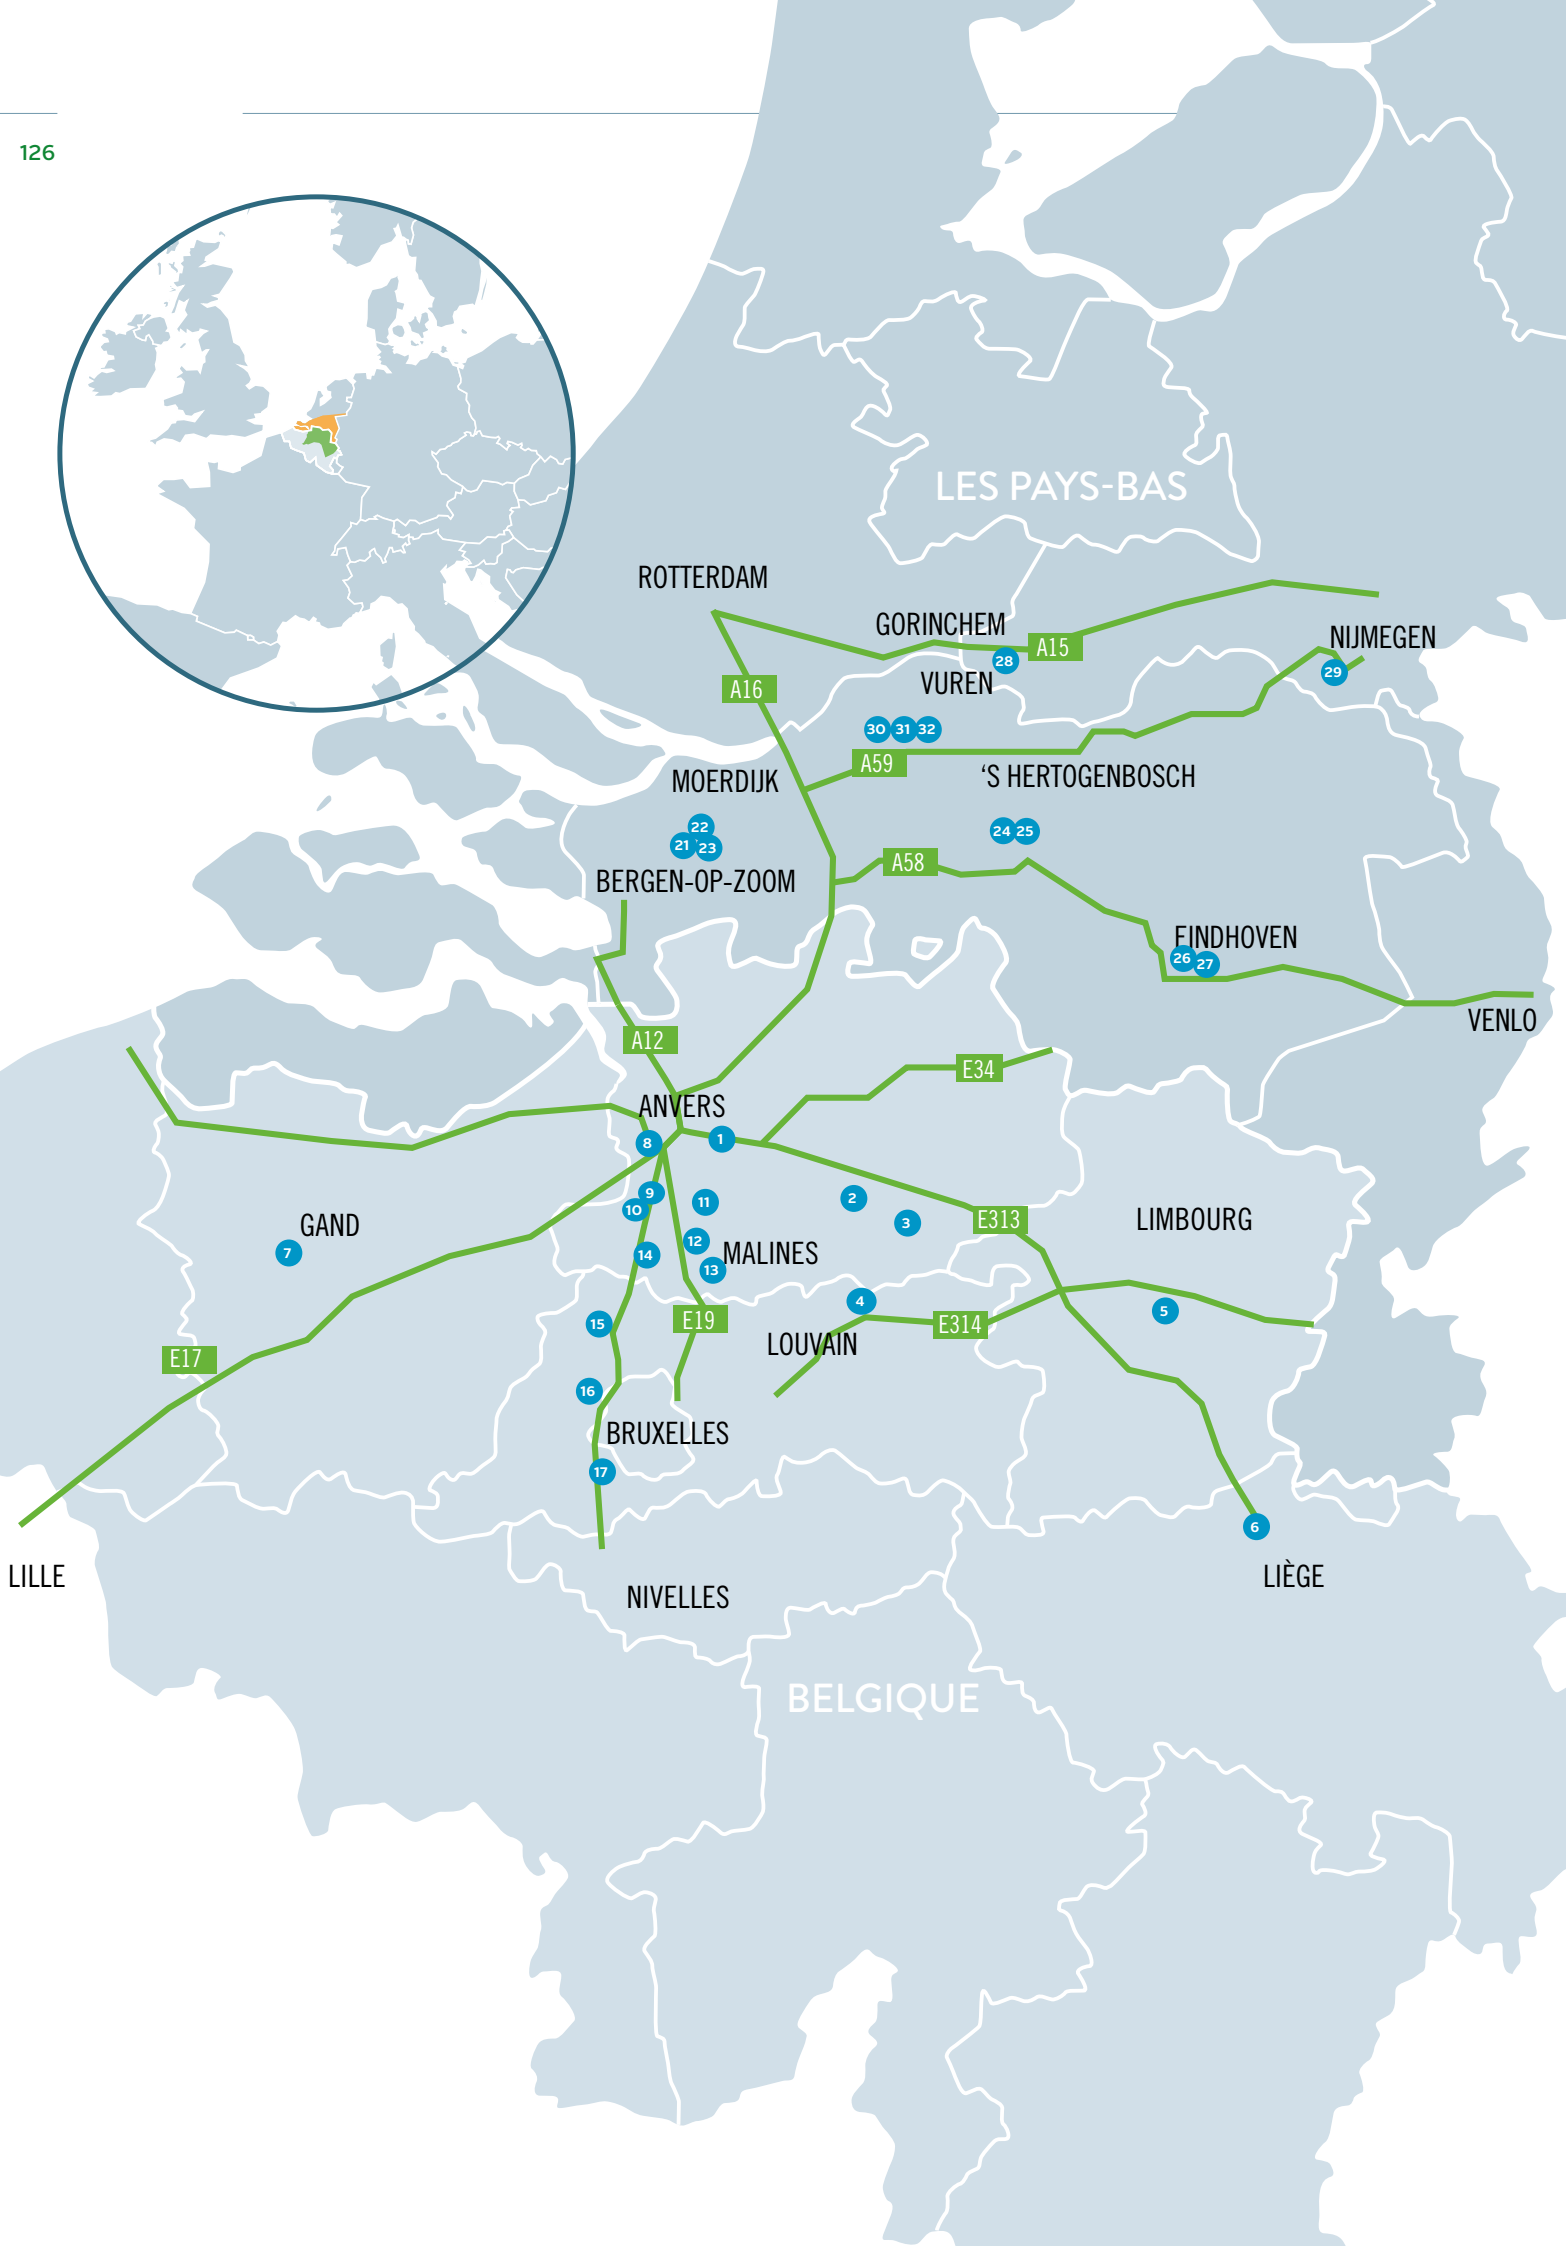 126
LES PAYS-BAS
ROTTERDAM
GORINCHEM
A15
NIJMEGEN
28
29
VUREN
A16
30
31
32
A59
MOERDIJK
'S HERTOGENBOSCH
22
21
23
24
25
A58
BERGEN-OP-ZOOM
EINDHOVEN
26
27
VENLO
A12
E34
ANVERS
8
1
9
10
11
2
3
E313
LIMBOURG
GAND
7
12
14
13
MALINES
4
5
15
E19
E314
LOUVAIN
E17
16
BRUXELLES
17
6
LILLE
LIÈGE
NIVELLES
BELGIQUE